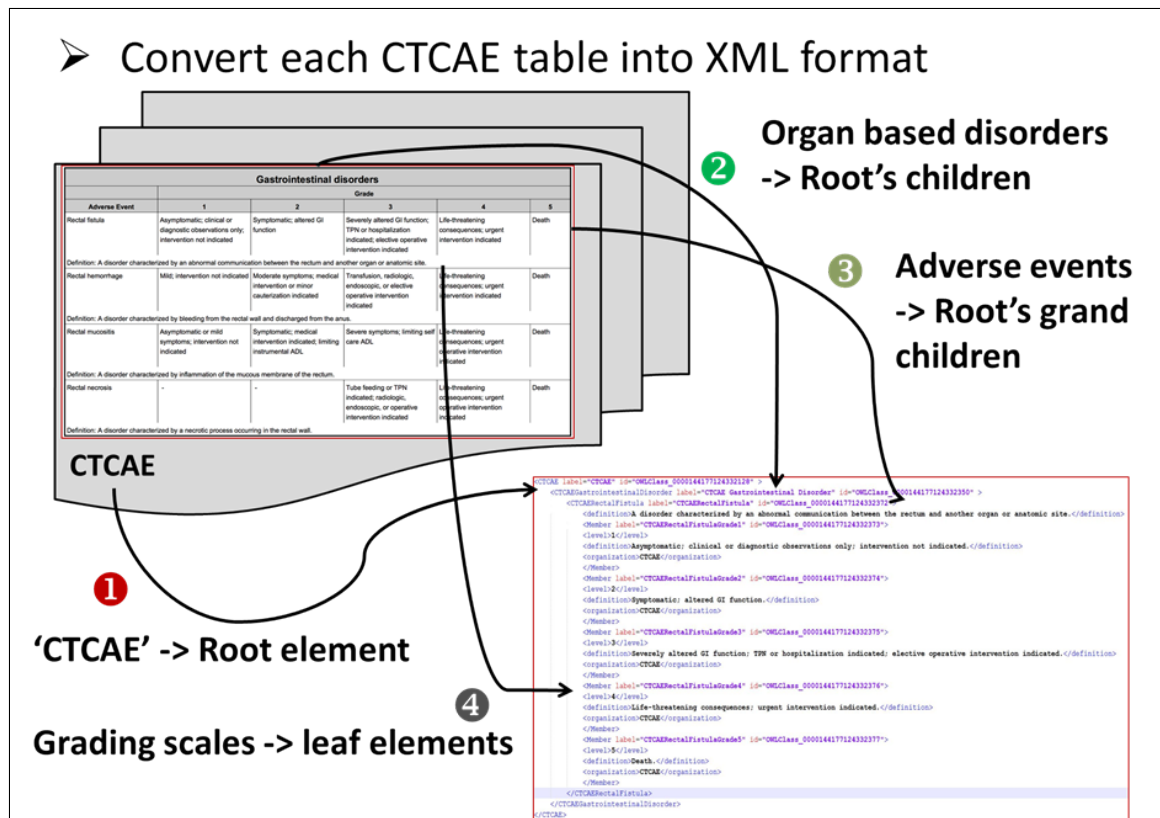 ➢ Convert each CTCAE table into XML format
Organ based disorders
-> Root's children
2
3
Adverse events
-> Root's grand
children
Gastrointestinal disorders
Grade
Adverse Event 1 2 3 4 5
Rectal fistula Asymptomatic; clinical or Symptomatic; altered GI Severely altered GI function; Life-threatening Death
diagnostic observations only; function TPN or hospitalization consequences; urgent
intervention not indicated indicated; elective operative intervention indicated
intervention indicated
Definition: A disorder characterized by an abnormal communication between the rectum and another organ or anatomic site.
Rectal hemorrhage Mild; intervention not indicated Moderate symptoms; medical Transfusion, radiologic, Life-threatening Death
intervention or minor endoscopic, or elective consequences; urgent
cauterization indicated operative intervention intervention indicated
indicated
Definition: A disorder characterized by bleeding from the rectal wall and discharged from the anus.
Rectal mucositis Asymptomatic or mild Symptomatic; medical Severe symptoms; limiting self Life-threatening Death
symptoms; intervention not intervention indicated; limiting care ADL consequences; urgent
indicated instrumental ADL operative intervention
indicated
Definition: A disorder characterized by inflammation of the mucous membrane of the rectum.
Rectal necrosis - - Tube feeding or TPN Life-threatening Death
indicated; radiologic, consequences; urgent
endoscopic, or operative operative intervention
intervention indicated indicated
Definition: A disorder characterized by a necrotic process occurring in the rectal wall.
CTCAE
1
'CTCAE' -> Root element
4
Grading scales -> leaf elements
<CTCAE label="CTCAE" id="OWLClass_0000144177124332128" >
<CTCAEGastrointestinalDisorder label="CTCAE Gastrointestinal Disorder" id="OWLClass_0000144177124332350" >
<CTCAERectalFistula label="CTCAERectalFistula" id="OWLClass_0000144177124332372"
<definition>A disorder characterized by an abnormal communication between the rectum and another organ or anatomic site.</definition>
<Member label="CTCAERectalFistulaGrade1" id="OWLClass_0000144177124332373">
<level>1</level>
<definition>Asymptomatic; clinical or diagnostic observations only; intervention not indicated.</definition>
<organization>CTCAE</organization>
</Member>
<Member label="CTCAERectalFistulaGrade2" id="OWLClass_0000144177124332374">
<level>2</level>
<definition>Symptomatic; altered GI function.</definition>
<organization>CTCAE</organization>
</Member>
<Member label="CTCAERectalFistulaGrade3" id="OWLClass_0000144177124332375">
<level>3</level>
<definition>Severely altered GI function; TPN or hospitalization indicated; elective operative intervention indicated.</definition>
<organization>CTCAE</organization>
</Member>
<Member label="CTCAERectalFistulaGrade4" id="OWLClass_0000144177124332376">
<level>4</level>
<definition>Life-threatening consequences; urgent intervention indicated.</definition>
<organization>CTCAE</organization>
</Member>
<Member label="CTCAERectalFistulaGrade5" id="OWLClass_0000144177124332377">
<level>5</level>
<definition>Death.</definition>
<organization>CTCAE</organization>
</Member>
</CTCAERectalFistula>
</CTCAEGastrointestinalDisorder>
</CTCAE>